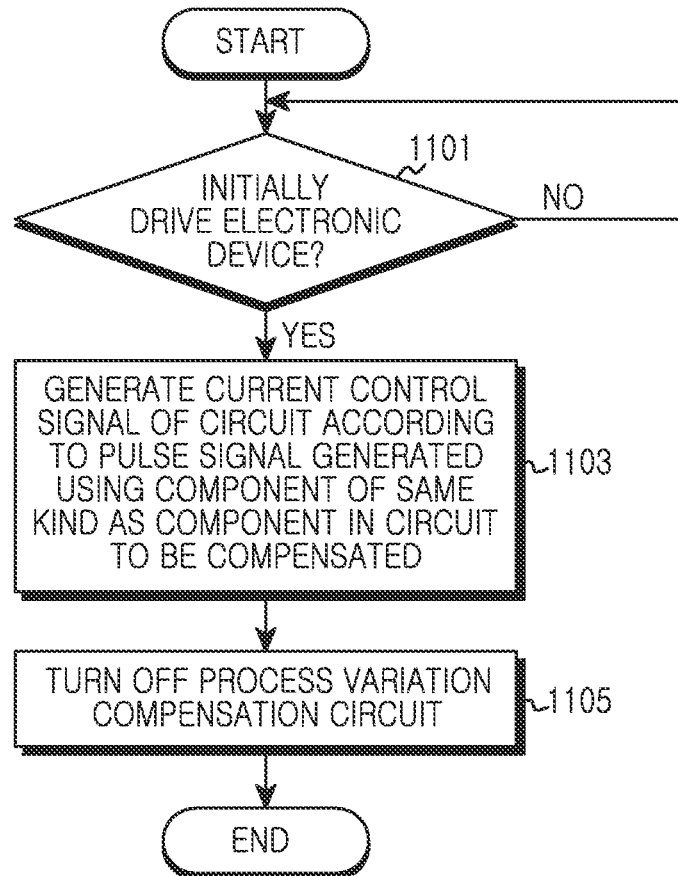 START
1101
INITIALLY
DRIVE ELECTRONIC
DEVICE?
NO
YES
GENERATE CURRENT CONTROL
SIGNAL OF CIRCUIT ACCORDING
TO PULSE SIGNAL GENERATED
USING COMPONENT OF SAME
KIND AS COMPONENT IN CIRCUIT
TO BE COMPENSATED
1103
TURN OFF PROCESS VARIATION
COMPENSATION CIRCUIT
1105
END